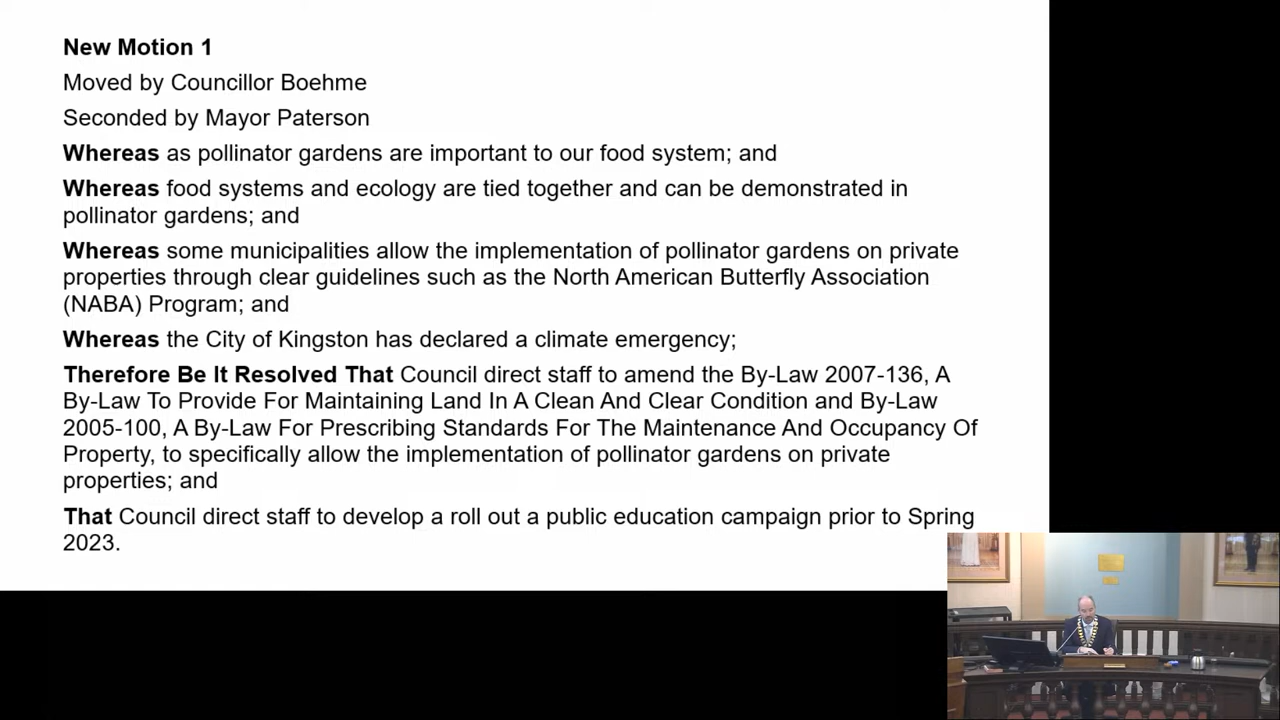 New Motion 1
Moved by Councillor Boehme
Seconded by Mayor Paterson
Whereas as pollinator gardens are important to our food system; and
Whereas food systems and ecology are tied together and can be demonstrated in
pollinator gardens; and
Whereas some municipalities allow the implementation of pollinator gardens on private
properties through clear guidelines such as the North American Butterfly Association
(NABA) Program; and
Whereas the City of Kingston has declared a climate emergency;
Therefore Be It Resolved That Council direct staff to amend the By-Law 2007-136, A
By-Law To Provide For Maintaining Land In A Clean And Clear Condition and By-Law
2005-100, A By-Law For Prescribing Standards For The Maintenance And Occupancy Of
Property, to specifically allow the implementation of pollinator gardens on private
properties; and
That Council direct staff to develop a roll out a public education campaign prior to Spring
2023.